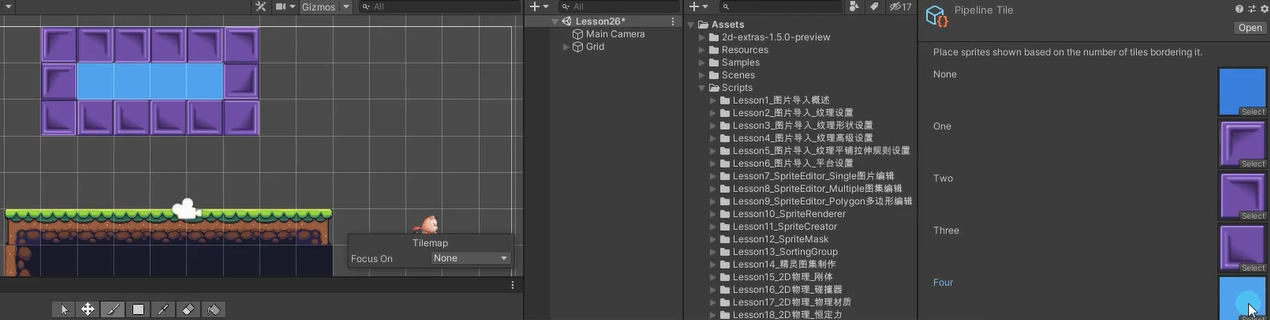 Gizmos
All
Tilemap
Focus On
None
All
Lesson26*
Main Camera
Grid
17
Assets
2d-extras-1.5.0-preview
Resources
Samples
Scenes
Scripts
Lesson1_图片导入概述
Lesson2_图片导入_纹理设置
Lesson3_图片导入_纹理形状设置
Lesson4_图片导入_纹理高级设置
Lesson5_图片导入_纹理平铺拉伸规则设置
Lesson6_图片导入_平台设置
Lesson7_SpriteEditor_Single图片编辑
Lesson8_SpriteEditor_Multiple图集编辑
Lesson9_SpriteEditor_Polygon多边形编辑
Lesson10_SpriteRenderer
Lesson11_SpriteCreator
Lesson12_SpriteMask
Lesson13_SortingGroup
Lesson14_精灵图集制作
Lesson15_2D物理_刚体
Lesson16_2D物理_碰撞器
Lesson17_2D物理_物理材质
Lesson18_2D物理_恒定力
Pipeline Tile
Open
Place sprites shown based on the number of tiles bordering it.
None
Select
One
Select
Two
Select
Three
Select
Four